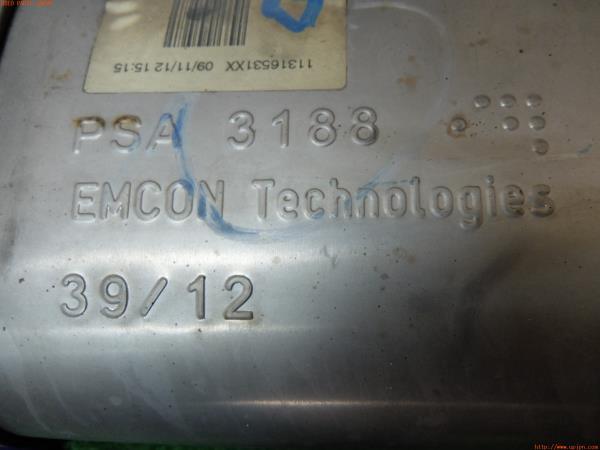 11316531XX 09/11/12 15:15
PSA 3188
EMCON Technologies
39/12